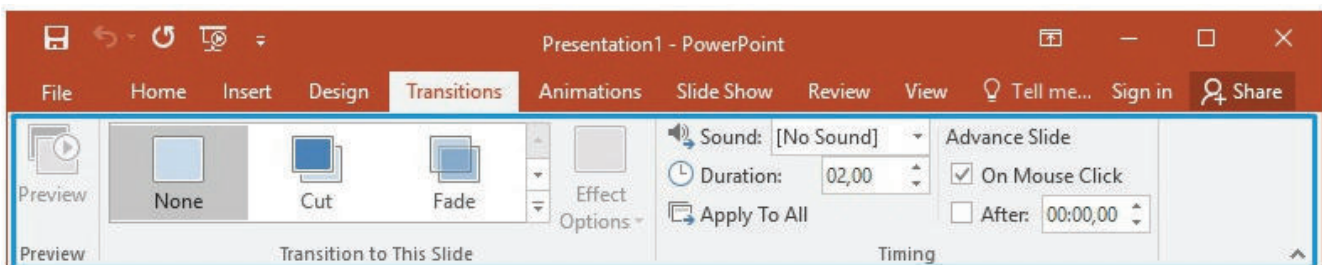 Presentation1 - PowerPoint
File Home Insert Design Transitions Animations Slide Show Review View Tell me... Sign in Share
Preview
None Cut Fade
Effect Options
Sound: [No Sound]
Duration: 02,00
Apply To All
Advance Slide
On Mouse Click
After: 00:00,00
Preview Transition to This Slide Timing